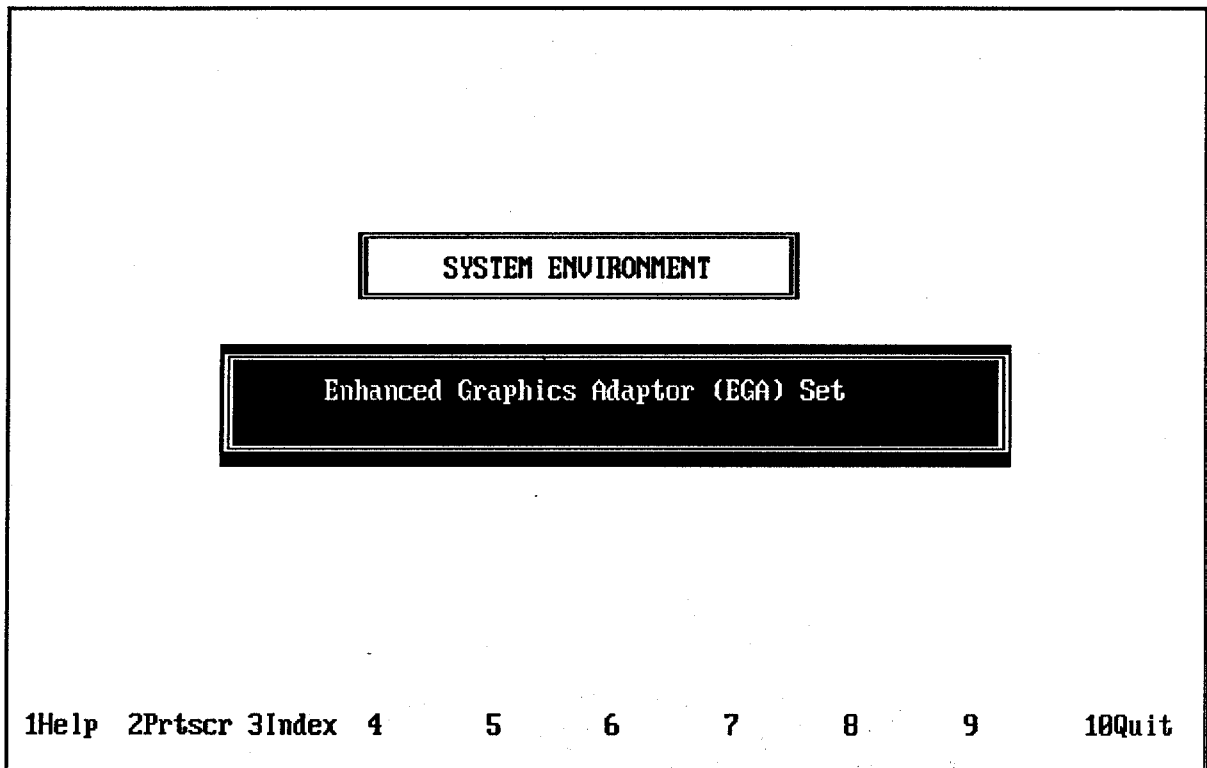 SYSTEM ENVIRONMENT
Enhanced Graphics Adaptor (EGA) Set
1Help 2Prtscr 3Index 4 5 6 7 8 9 10Quit